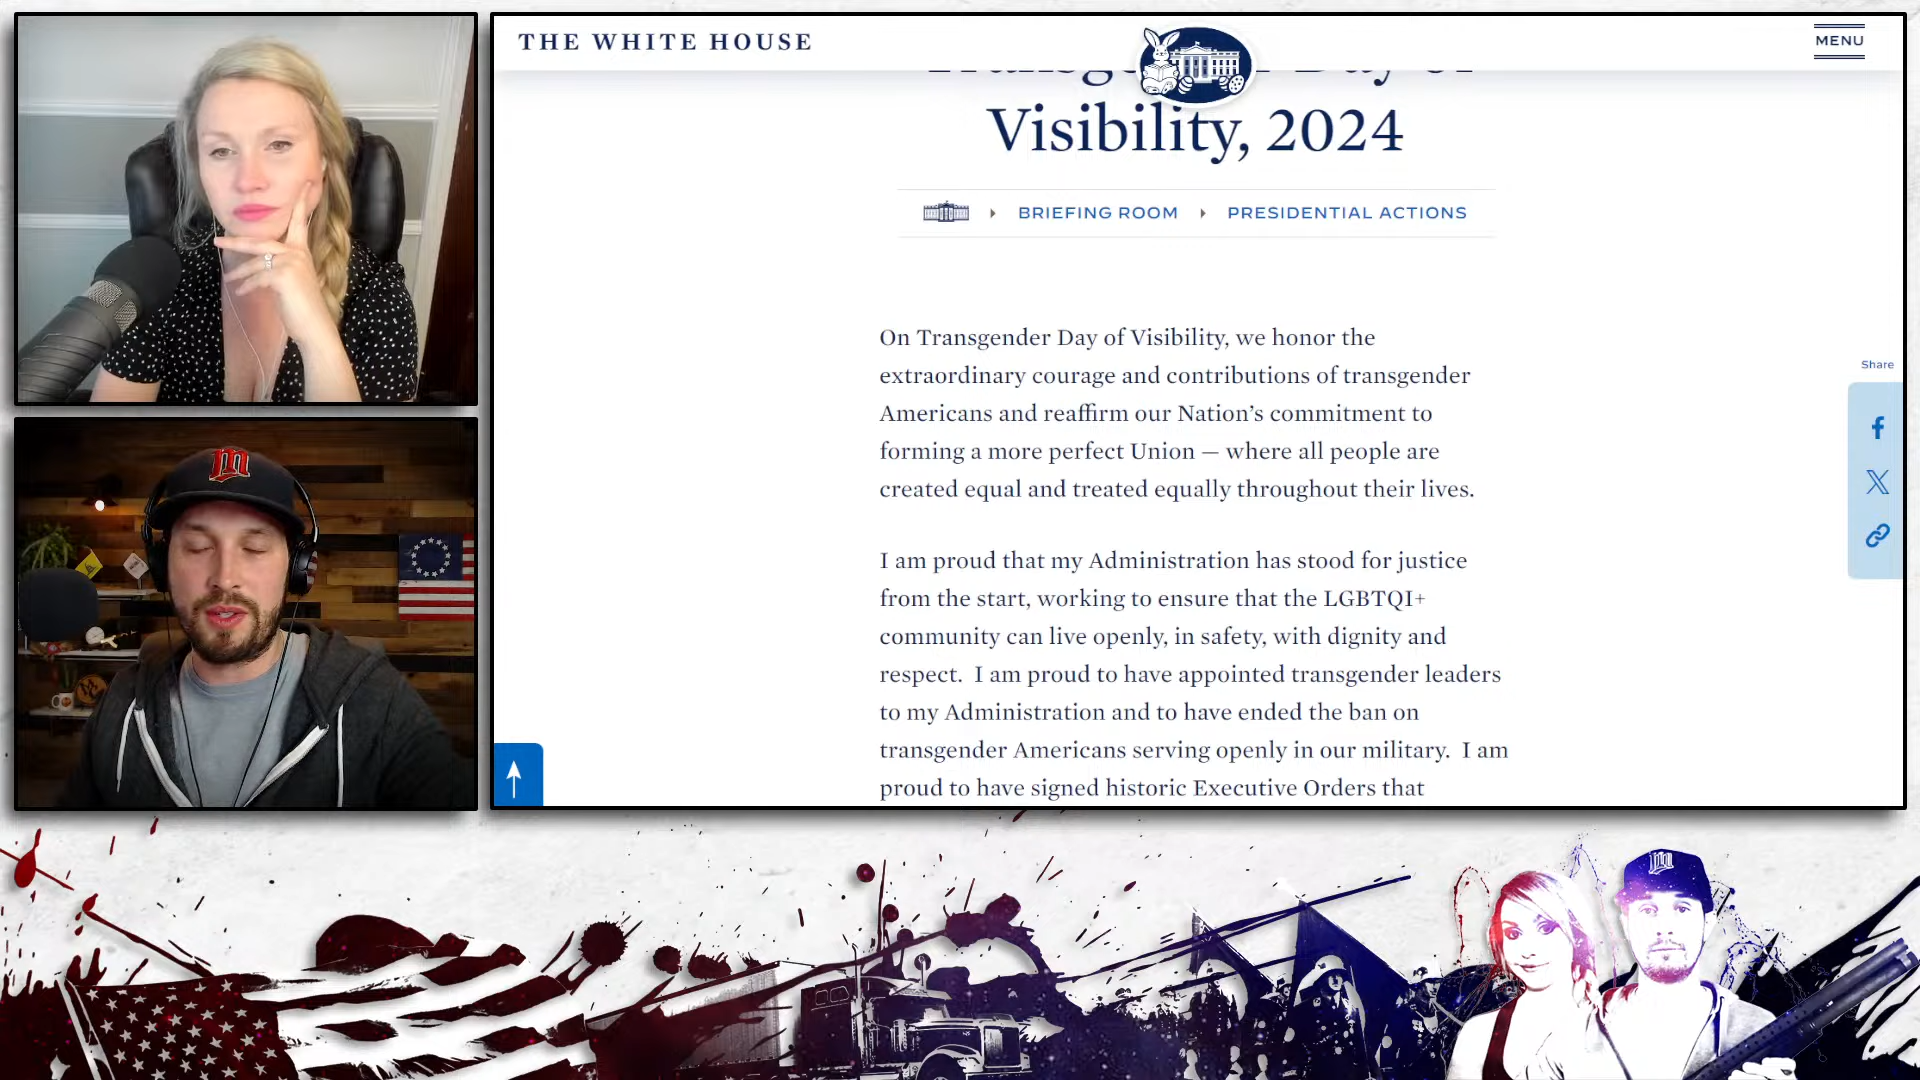 THE WHITE HOUSE
MENU
Transgender Day of
Visibility, 2024
BRIEFING ROOM
PRESIDENTIAL ACTIONS
On Transgender Day of Visibility, we honor the
extraordinary courage and contributions of transgender
Americans and reaffirm our Nation’s commitment to
forming a more perfect Union — where all people are
created equal and treated equally throughout their lives.
I am proud that my Administration has stood for justice
from the start, working to ensure that the LGBTQI+
community can live openly, in safety, with dignity and
respect.  I am proud to have appointed transgender leaders
to my Administration and to have ended the ban on
transgender Americans serving openly in our military.  I am
proud to have signed historic Executive Orders that
Share